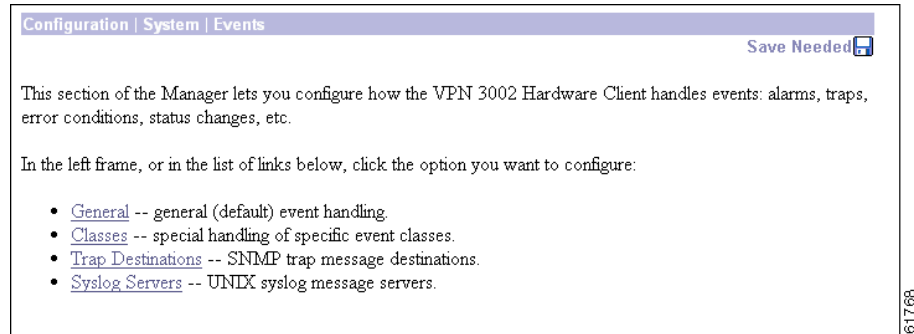 Configuration | System | Events
Save Needed
This section of the Manager lets you configure how the VPN 3002 Hardware Client handles events: alarms, traps,
error conditions, status changes, etc.
In the left frame, or in the list of links below, click the option you want to configure:
• General -- general (default) event handling.
• Classes -- special handling of specific event classes.
• Trap Destinations -- SNMP trap message destinations.
• Syslog Servers -- UNIX syslog message servers.
61768